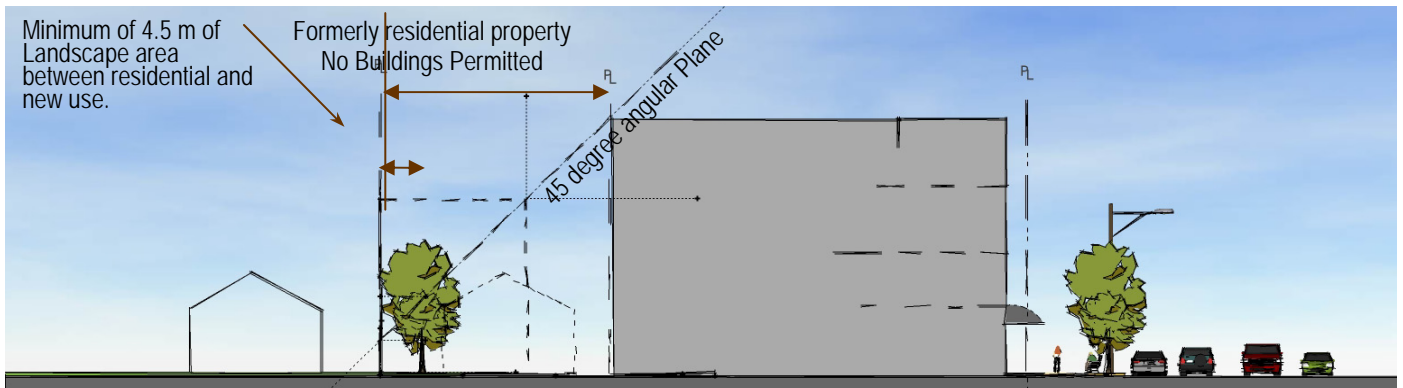 Minimum of 4.5 m of
Landscape area
between residential and
new use.
Formerly residential property
No Buildings Permitted
PL
PL
PL
45 degree angular Plane